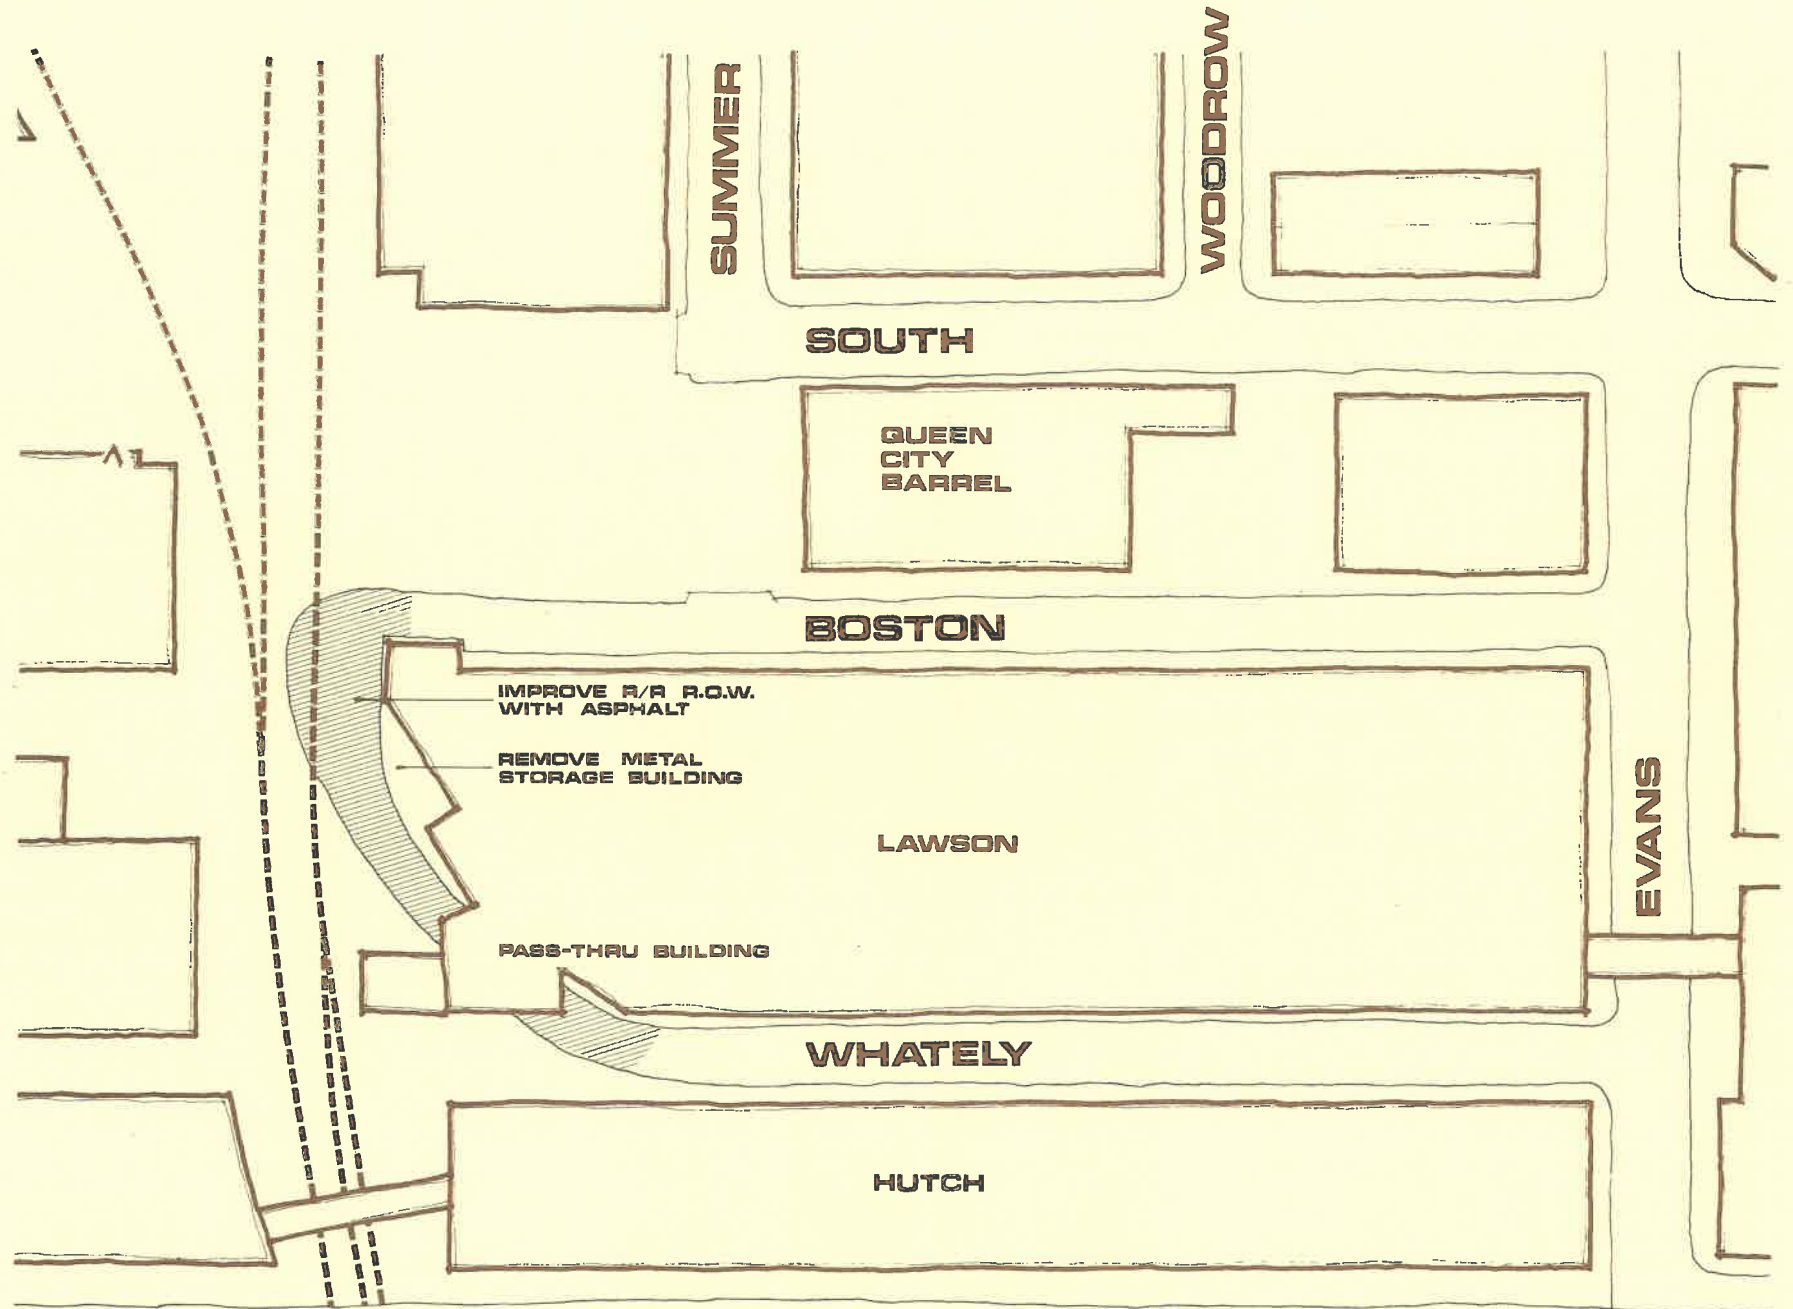 SUMMER
WOODROW
SOUTH
QUEEN
CITY
BARREL
BOSTON
IMPROVE R/R R.O.W.
WITH ASPHALT
REMOVE METAL
STORAGE BUILDING
LAWSON
EVANS
PASS-THRU BUILDING
WHATELY
HUTCH